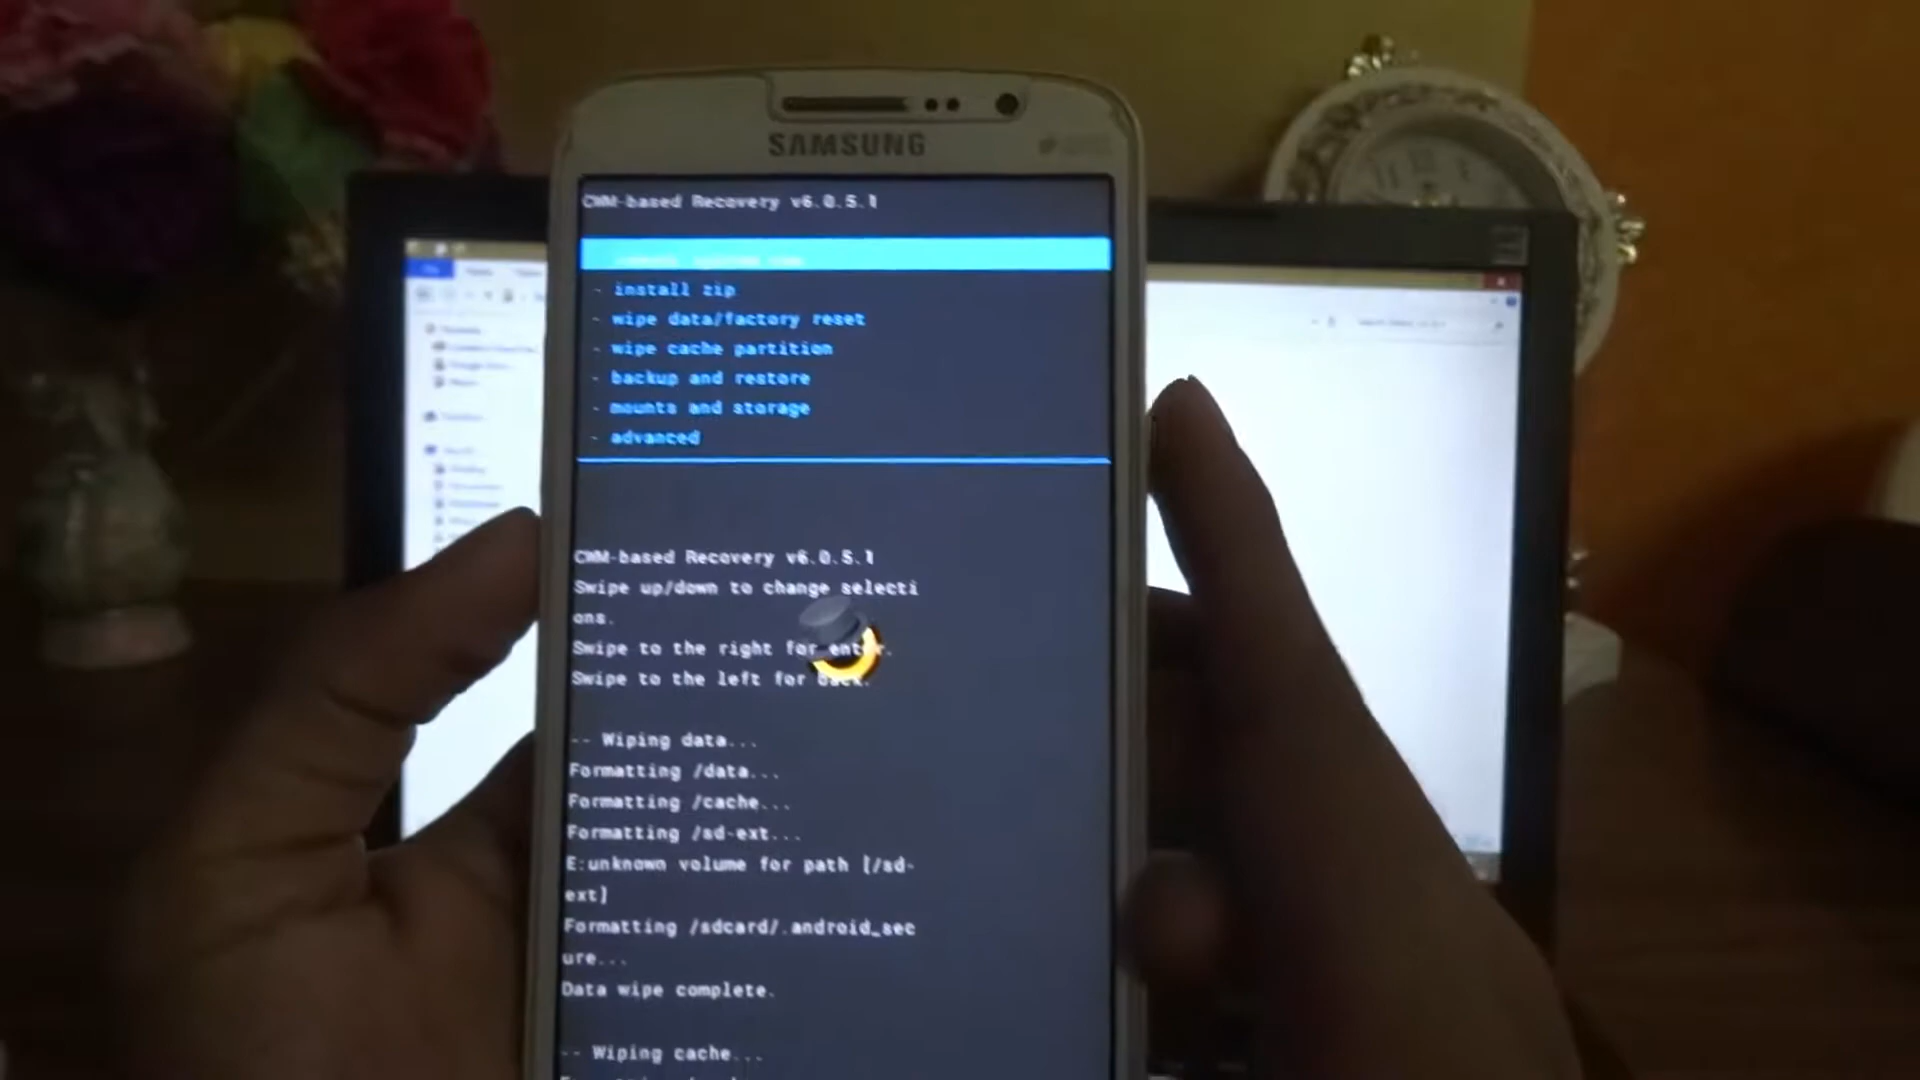 SAMSUNG
CWM-based Recovery v6.0.5.1
- install zip
- wipe data/factory reset
- wipe cache partition
- backup and restore
- mounts and storage
- advanced
CWM-based Recovery v6.0.5.1
Swipe up/down to change selecti
ons.
Swipe to the right for enter.
Swipe to the left for back.
-- Wiping data...
Formatting /data...
Formatting /cache...
Formatting /sd-ext...
E:unknown volume for path [/sd-
ext]
Formatting /sdcard/.android_sec
ure...
Data wipe complete.
-- Wiping cache...